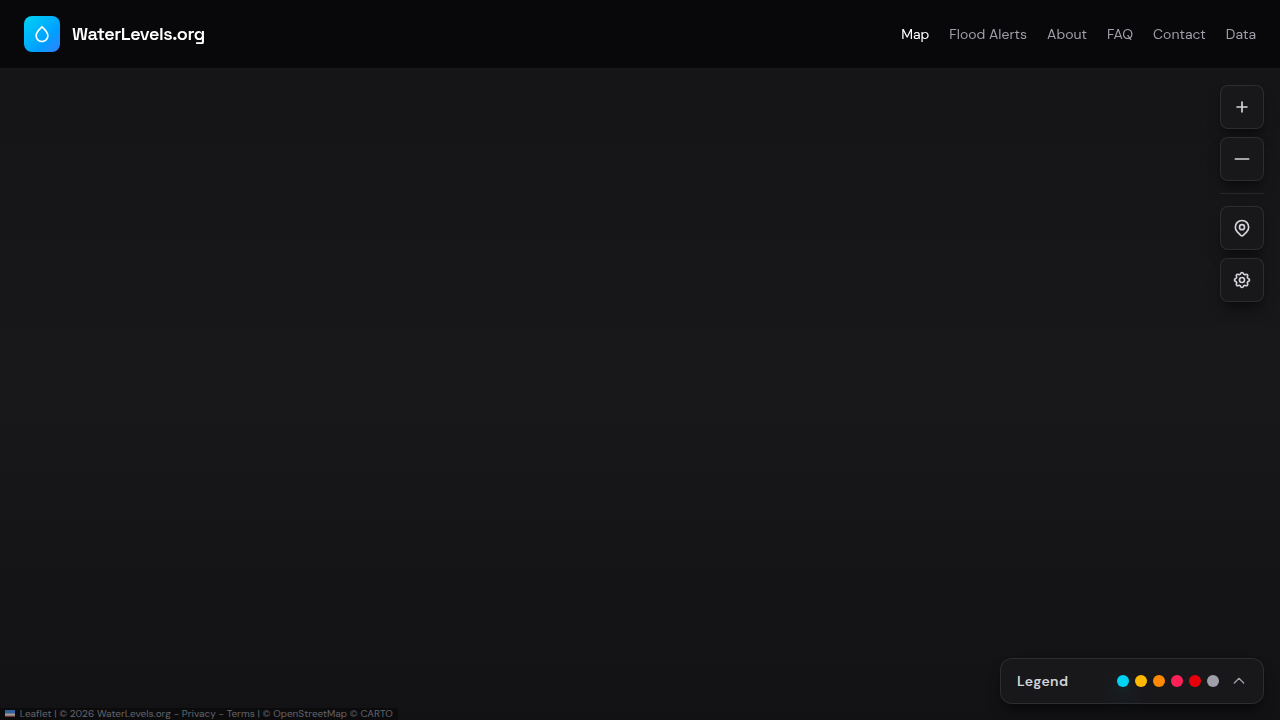 WaterLevels.org
Map Flood Alerts About FAQ Contact Data
Legend
Leaflet | © 2026 WaterLevels.org - Privacy - Terms | © OpenStreetMap © CARTO